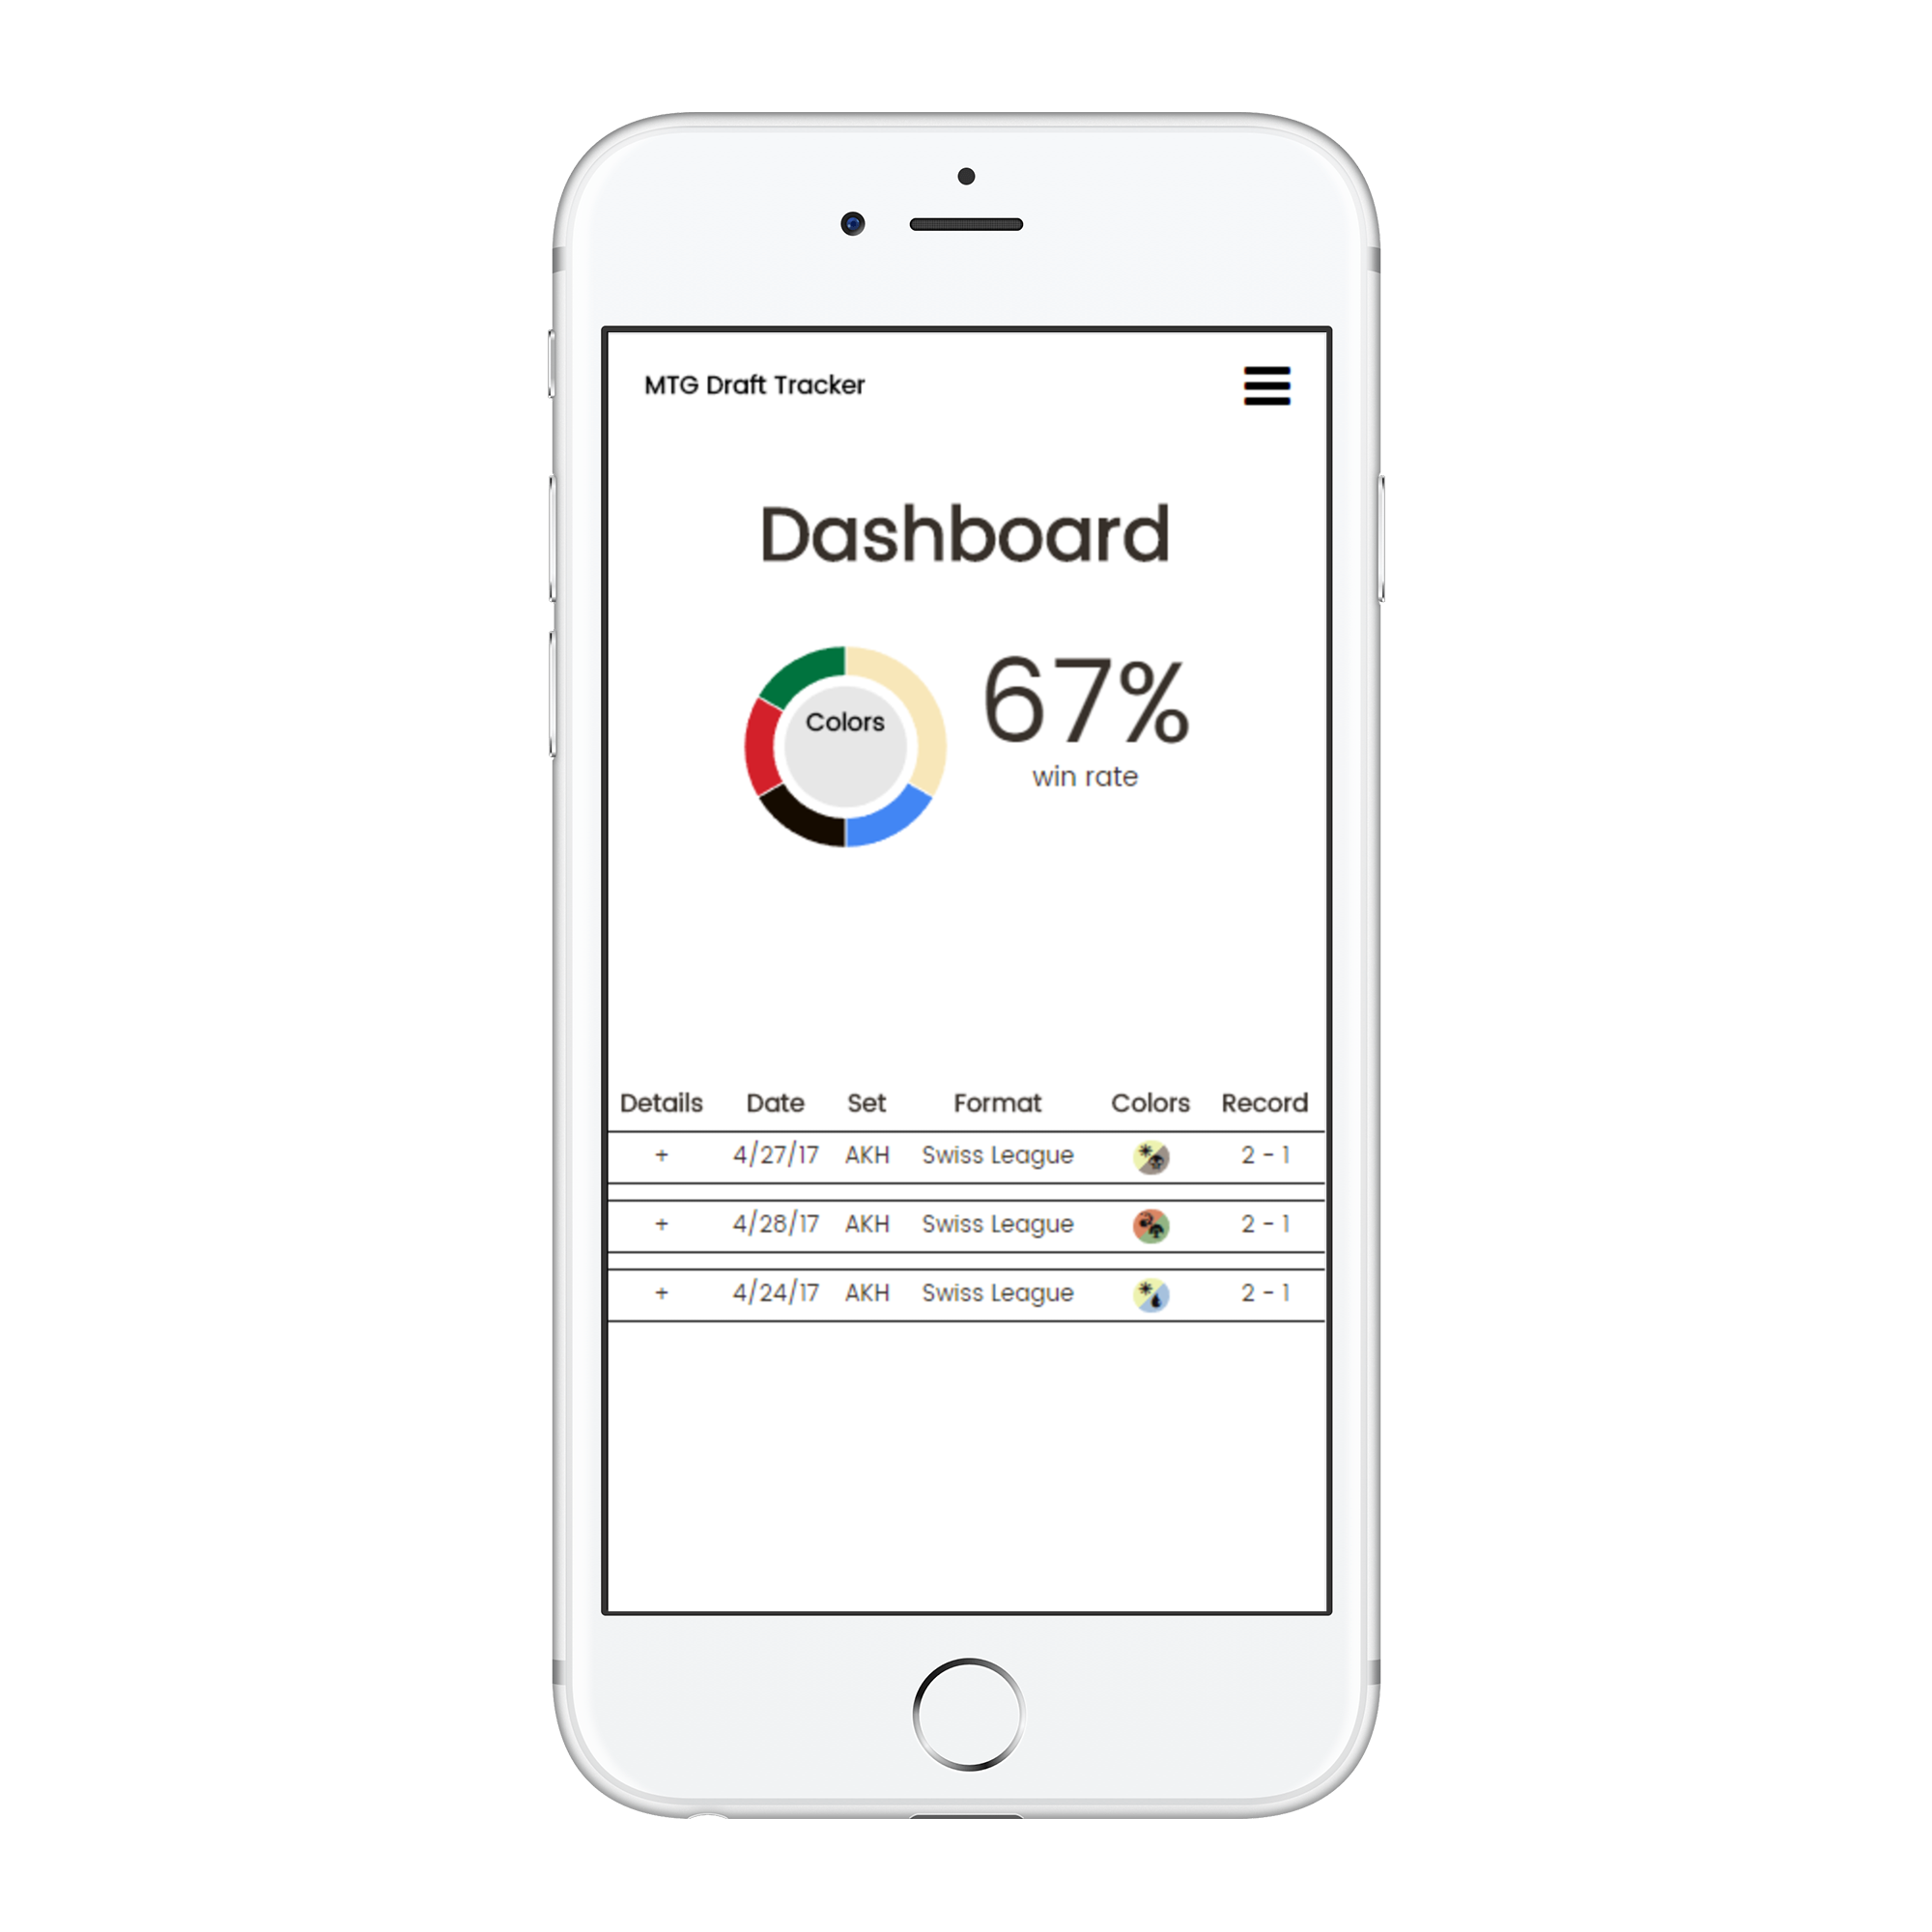 MTG Draft Tracker
Dashboard
Colors
67%
win rate
Details Date Set Format Colors Record
+ 4/27/17 AKH Swiss League 2 - 1
+ 4/28/17 AKH Swiss League 2 - 1
+ 4/24/17 AKH Swiss League 2 - 1